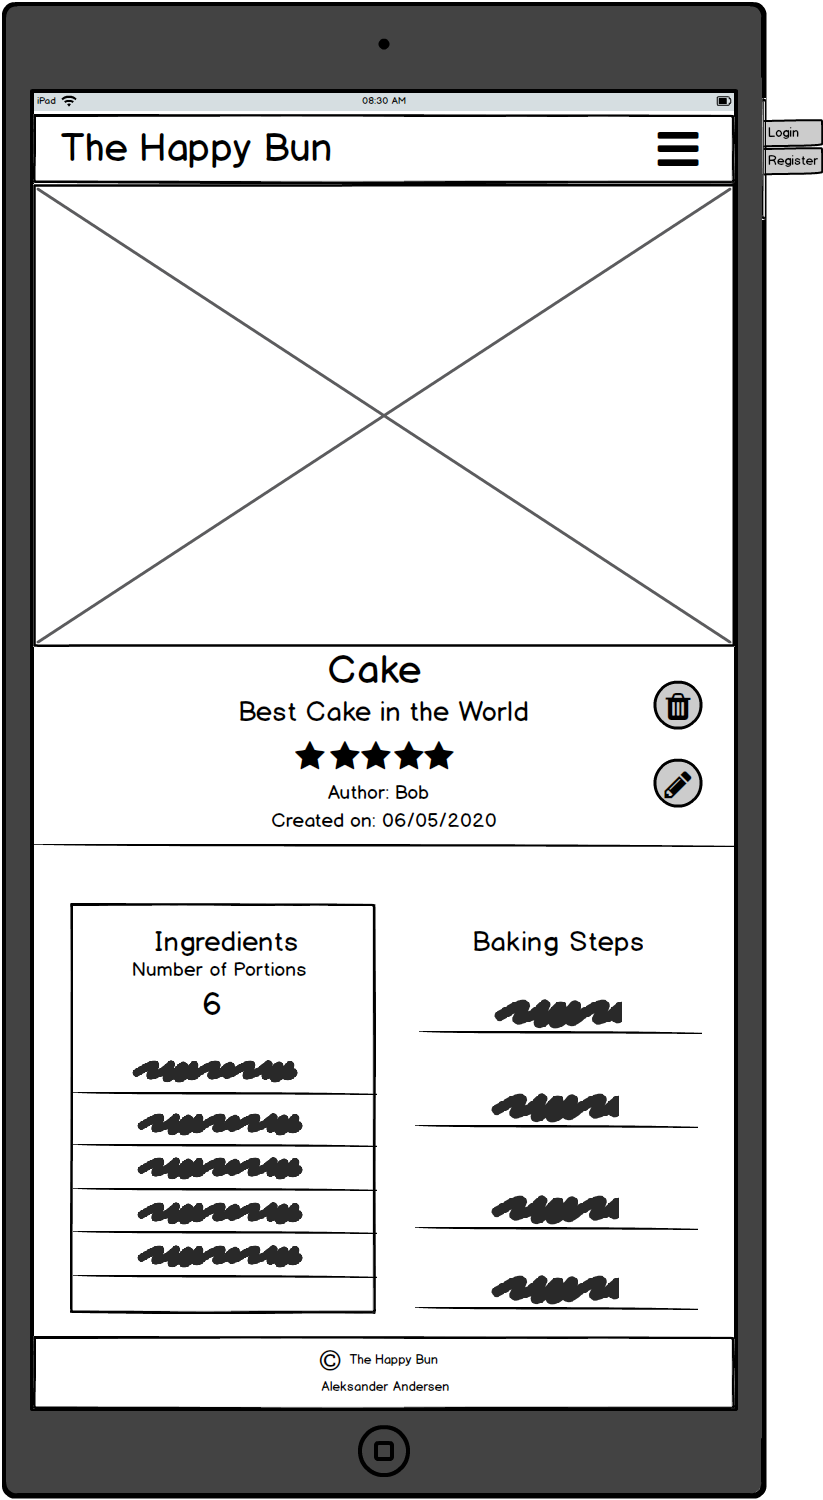 iPad
08:30 AM
Login
The Happy Bun
Register
Cake
Best Cake in the World
Author: Bob
Created on: 06/05/2020
Ingredients
Number of Portions
6
Baking Steps
© The Happy Bun
Aleksander Andersen